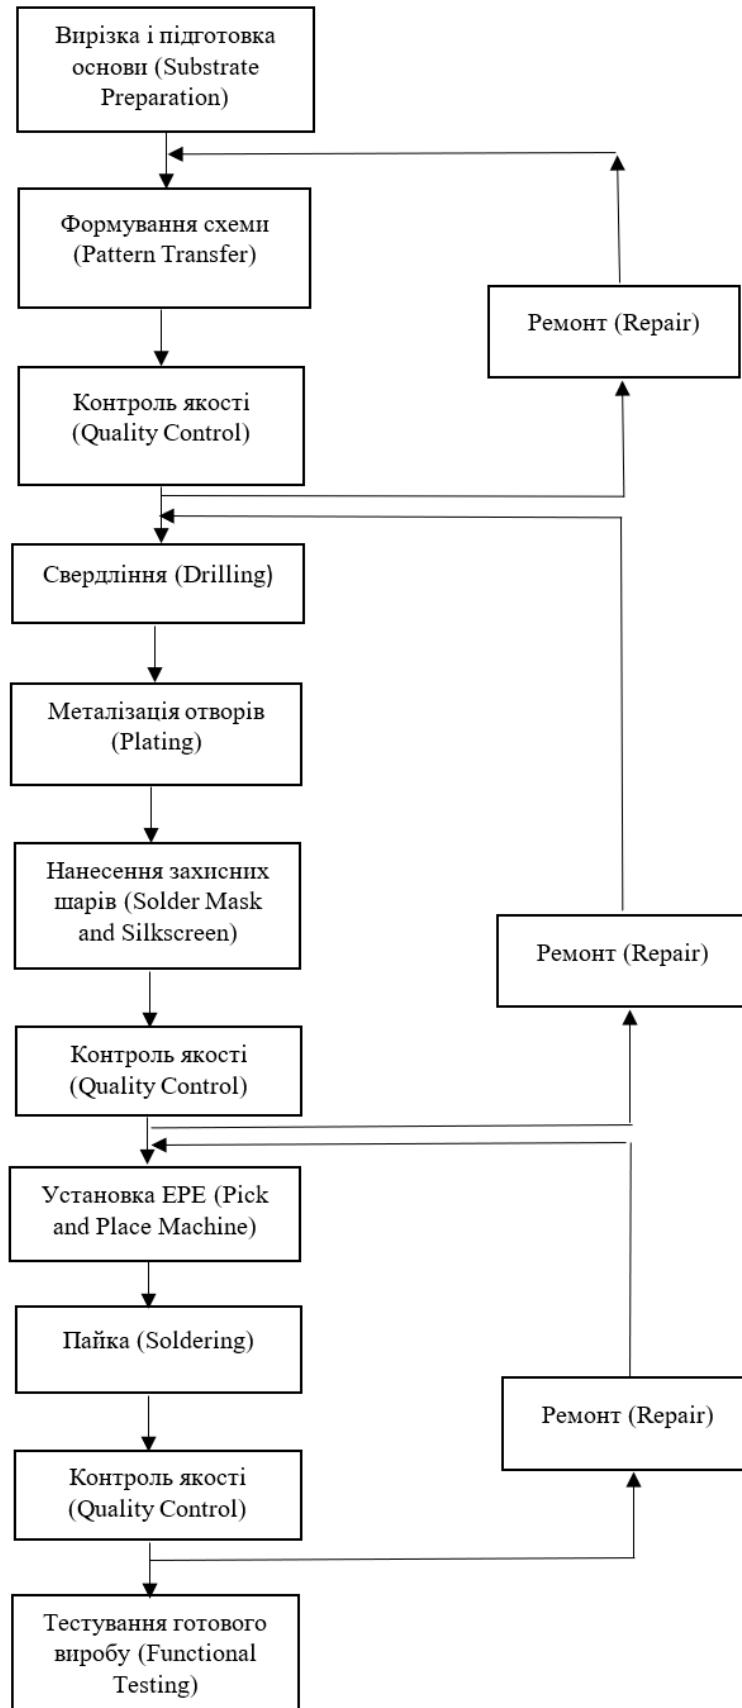 Вирізка і підготовка
основи (Substrate
Preparation)
Формування схеми
(Pattern Transfer)
Ремонт (Repair)
Контроль якості
(Quality Control)
Свердління (Drilling)
Металізація отворів
(Plating)
Нанесення захисних
шарів (Solder Mask
and Silkscreen)
Ремонт (Repair)
Контроль якості
(Quality Control)
Установка ЕРЕ (Pick
and Place Machine)
Пайка (Soldering)
Ремонт (Repair)
Контроль якості
(Quality Control)
Тестування готового
виробу (Functional
Testing)